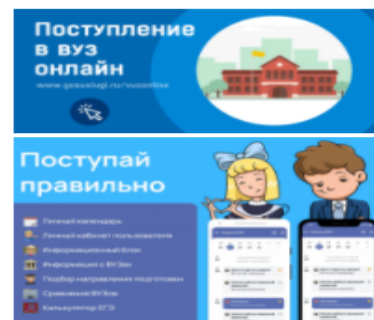 Поступление
в вуз
онлайн
www.gosuslugi.ru/vuzonline
Поступай
правильно
Личный календарь
Личный кабинет пользователя
Информационный блок
Информация о ВУЗах
Подбор направления подготовки
Сравнение ВУЗов
Калькулятор ЕГЭ